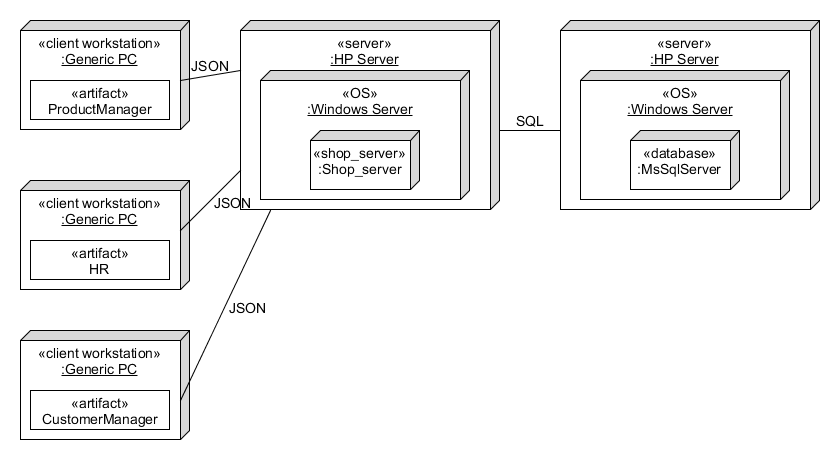 «client workstation»
:Generic PC
«artifact»
ProductManager
JSON
«server»
:HP Server
«OS»
:Windows Server
«shop_server»
:Shop_server
SQL
«server»
:HP Server
«OS»
:Windows Server
«database»
:MsSqlServer
«client workstation»
:Generic PC
«artifact»
HR
JSON
«client workstation»
:Generic PC
«artifact»
CustomerManager
JSON